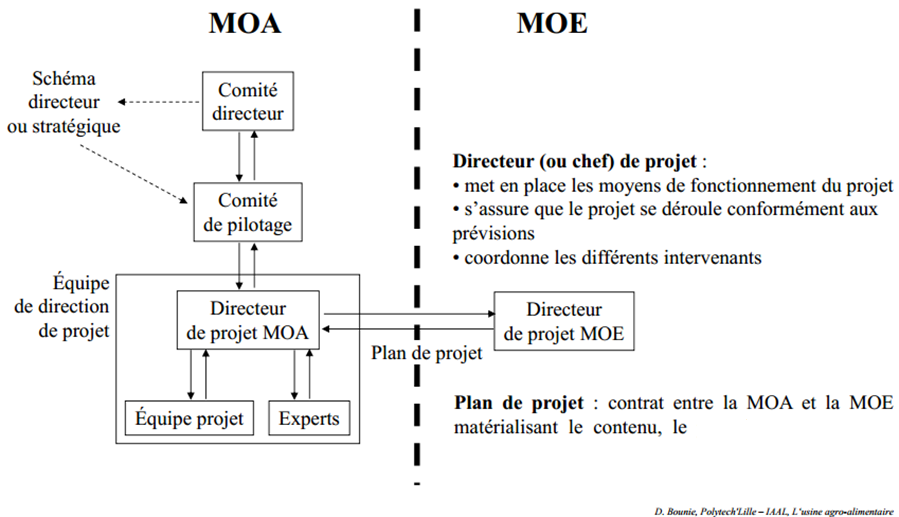 MOA
MOE
Schéma
directeur
ou stratégique
Comité
directeur
Comité
de pilotage
Équipe
de direction
de projet
Directeur
de projet MOA
Équipe projet
Experts
Plan de projet
Directeur (ou chef) de projet :
• met en place les moyens de fonctionnement du projet
• s’assure que le projet se déroule conformément aux
prévisions
• coordonne les différents intervenants
Directeur
de projet MOE
Plan de projet : contrat entre la MOA et la MOE
matérialisant le contenu, le
D. Bounie, Polytech'Lille – IAAL, L’usine agro-alimentaire